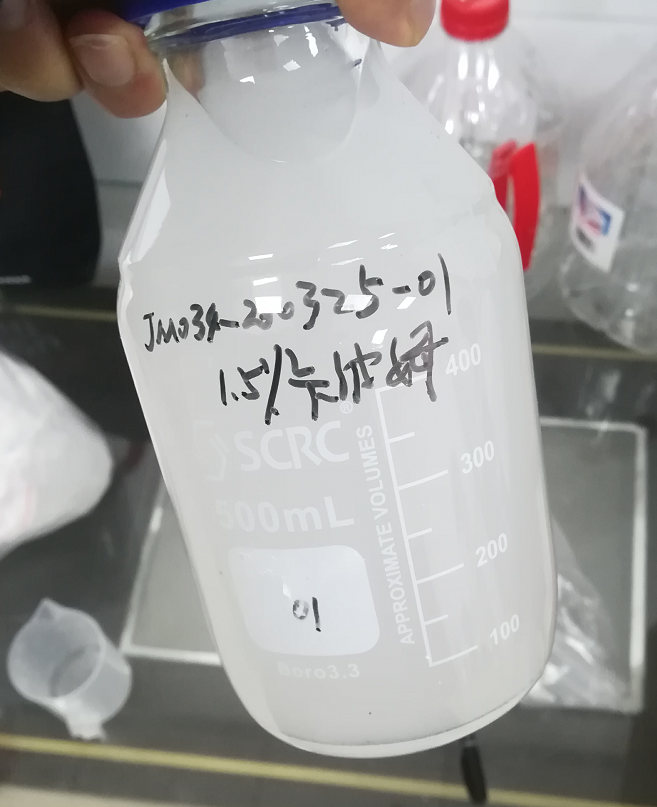 JM034-200325-01
1.5%卡波姆
SCRC®
500mL
01
Boro3.3
APPROXIMATE VOLUMES
400
300
200
100